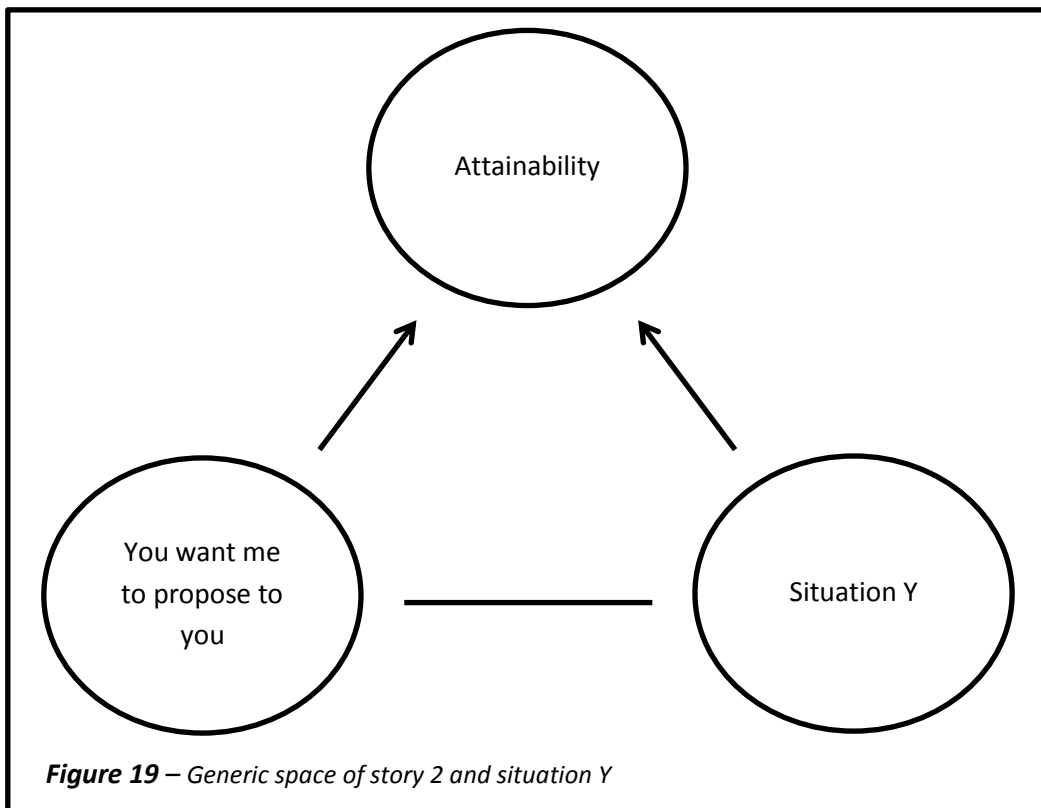 Attainability
You want me
to propose to
you
Situation Y
Figure 19 – Generic space of story 2 and situation Y